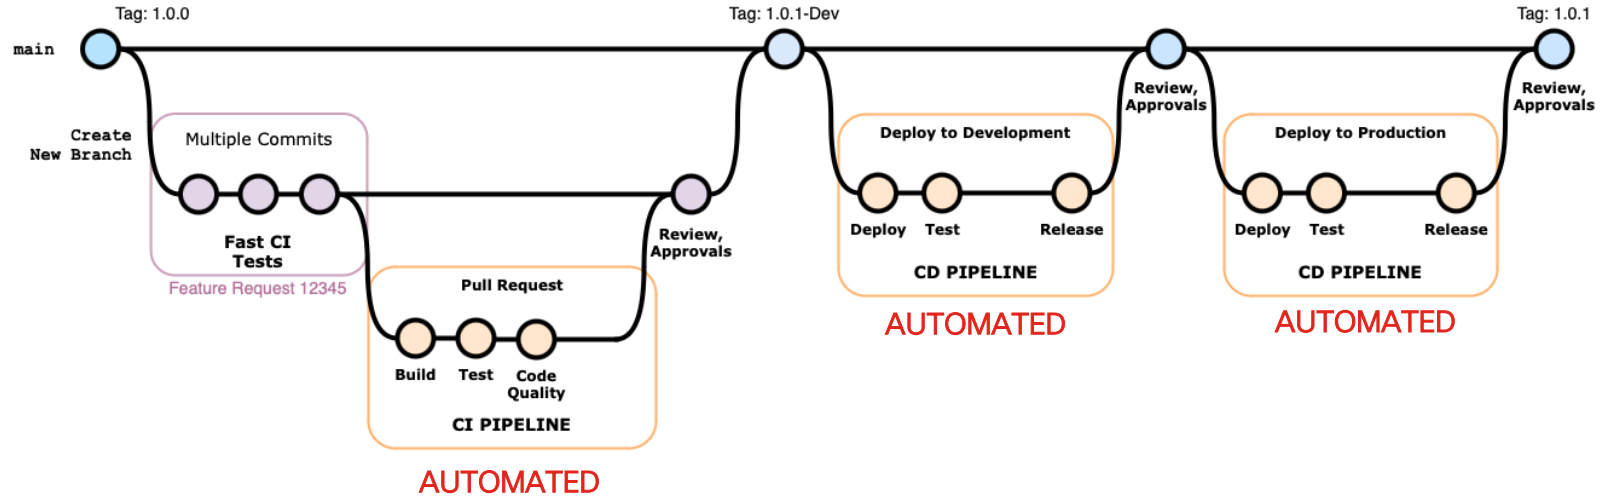 Tag: 1.0.0
Tag: 1.0.1-Dev
Tag: 1.0.1
main
Create
New Branch
Multiple Commits
Fast CI
Tests
Feature Request 12345
Pull Request
Build
Test
Code
Quality
CI PIPELINE
AUTOMATED
Review,
Approvals
Deploy to Development
Deploy
Test
Release
CD PIPELINE
AUTOMATED
Review,
Approvals
Deploy to Production
Deploy
Test
Release
CD PIPELINE
AUTOMATED
Review,
Approvals